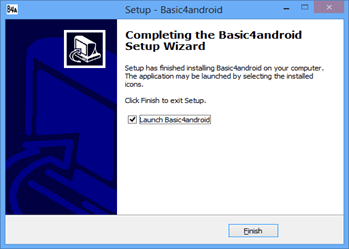 B4A Setup - Basic4android
Completing the Basic4android
Setup Wizard
Setup has finished installing Basic4android on your computer.
The application may be launched by selecting the installed
icons.
Click Finish to exit Setup.
Launch Basic4android
Finish